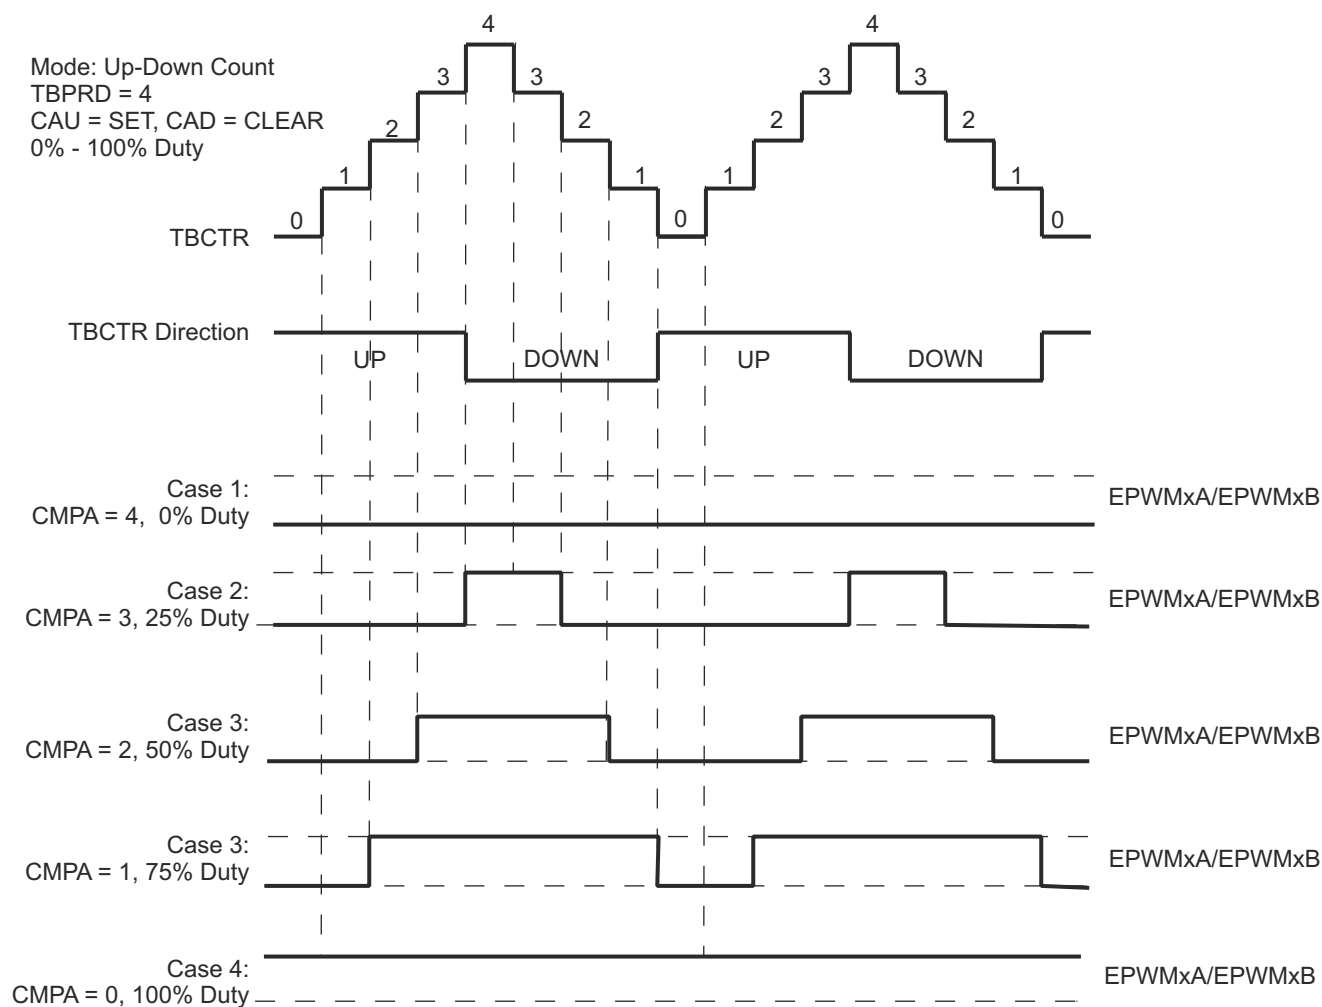 4
4
Mode: Up-Down Count
TBPRD = 4
CAU = SET, CAD = CLEAR
0% - 100% Duty
3
3
3
3
2
2
2
2
1
1
1
1
0
0
0
TBCTR
TBCTR Direction
UP
DOWN
UP
DOWN
Case 1:
CMPA = 4, 0% Duty
EPWMxA/EPWMxB
Case 2:
CMPA = 3, 25% Duty
EPWMxA/EPWMxB
Case 3:
CMPA = 2, 50% Duty
EPWMxA/EPWMxB
Case 3:
CMPA = 1, 75% Duty
EPWMxA/EPWMxB
Case 4:
CMPA = 0, 100% Duty
EPWMxA/EPWMxB